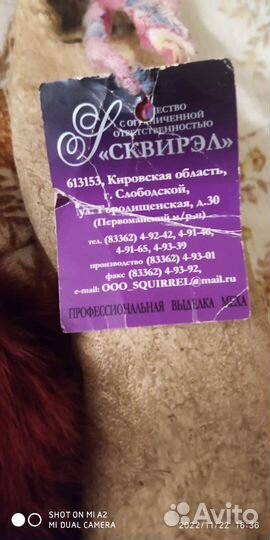 ОБЩЕСТВО
С ОГРАНИЧЕННОЙ
ОТВЕТСТВЕННОСТЬЮ
«СКВИРЭЛ»
613153, Кировская область,
г. Слободской,
ул. Городищенская, д.30
(Первомайский м/р-н)
тел. (83362) 4-92-42, 4-91-46,
4-91-65, 4-93-39
производство (83362) 4-93-01
факс (83362) 4-93-92,
e-mail: OOO_SQUIRREL@mail.ru
ПРОФЕССИОНАЛЬНАЯ ВЫДЕЛКА МЕХА
SHOT ON MI A2
MI DUAL CAMERA
2022/11/22 18:36
Avito